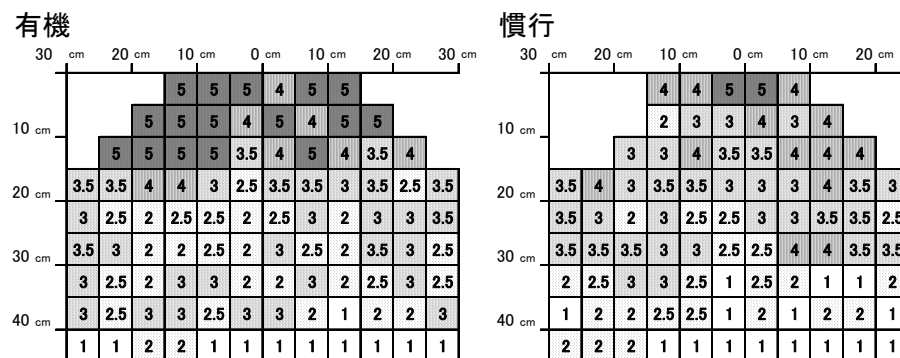 有機 慣行
30 cm 20 cm 10 cm 0 cm 10 cm 20 cm 30 cm 30 cm 20 cm 10 cm 0 cm 10 cm 20 cm
5 5 5 4 5 5 4 4 5 5 4
10 cm 5 5 5 4 5 4 5 5 10 cm 2 3 3 4 3 4
5 5 5 5 3.5 4 5 4 3.5 4 3 3 4 3.5 3.5 4 4 4
20 cm 3.5 3.5 4 4 3 2.5 3.5 3.5 3 3.5 2.5 3.5 20 cm 3.5 4 3 3.5 3.5 3 3 3 4 3.5 3
3 2.5 2 2.5 2.5 2 2.5 3 2 3 3 3.5 3.5 3 2 3 2.5 2.5 3 3 3.5 3.5 2.5
30 cm 3.5 3 2 2 2.5 2 3 2.5 2 3.5 3 2.5 30 cm 3.5 3.5 3.5 3 3 2.5 2.5 4 4 3.5 3.5
3 2.5 2 3 3 2 2 3 2 2.5 3 2.5 2 2.5 3 3 2.5 1 2.5 2 1 1 2
40 cm 3 2.5 3 3 2.5 3 3 2 1 2 2 3 40 cm 1 2 2 2.5 2.5 1 2 1 2 2 1
1 1 2 2 1 1 1 1 1 1 1 1 2 2 2 1 1 1 1 1 1 1 1